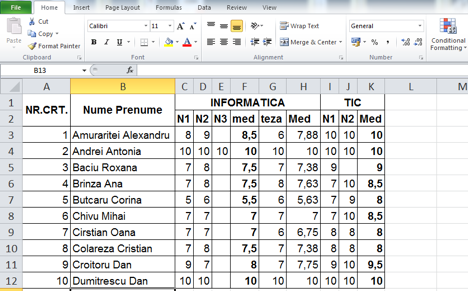 File Home Insert Page Layout Formulas Data Review View
Cut
Copy
Format Painter
Paste
Clipboard
Calibri 11
B I U
Font
Wrap Text
Merge & Center
Alignment
General
Number
Conditional Formatting
B13 fx
A B C D E F G H I J K L M
1 NR.CRT. Nume Prenume INFORMATICA TIC
2 N1 N2 N3 med teza Med N1 N2 Med
3 1 Amuraritei Alexandru 8 9 8,5 6 7,88 10 10 10
4 2 Andrei Antonia 10 10 10 10 10 10 10 10 10
5 3 Baciu Roxana 7 8 7,5 7 7,38 9 9
6 4 Brinza Ana 7 8 7,5 8 7,63 7 10 8,5
7 5 Butcaru Corina 5 6 5,5 6 5,63 7 9 8
8 6 Chivu Mihai 7 7 7 7 7 7 10 8,5
9 7 Cirstian Oana 7 7 7 6 6,75 8 8 8
10 8 Colareza Cristian 7 8 7,5 7 7,38 8 8 8
11 9 Croitoru Dan 9 7 8 7 7,75 9 10 9,5
12 10 Dumitrescu Dan 10 10 10 10 10 10 10 10